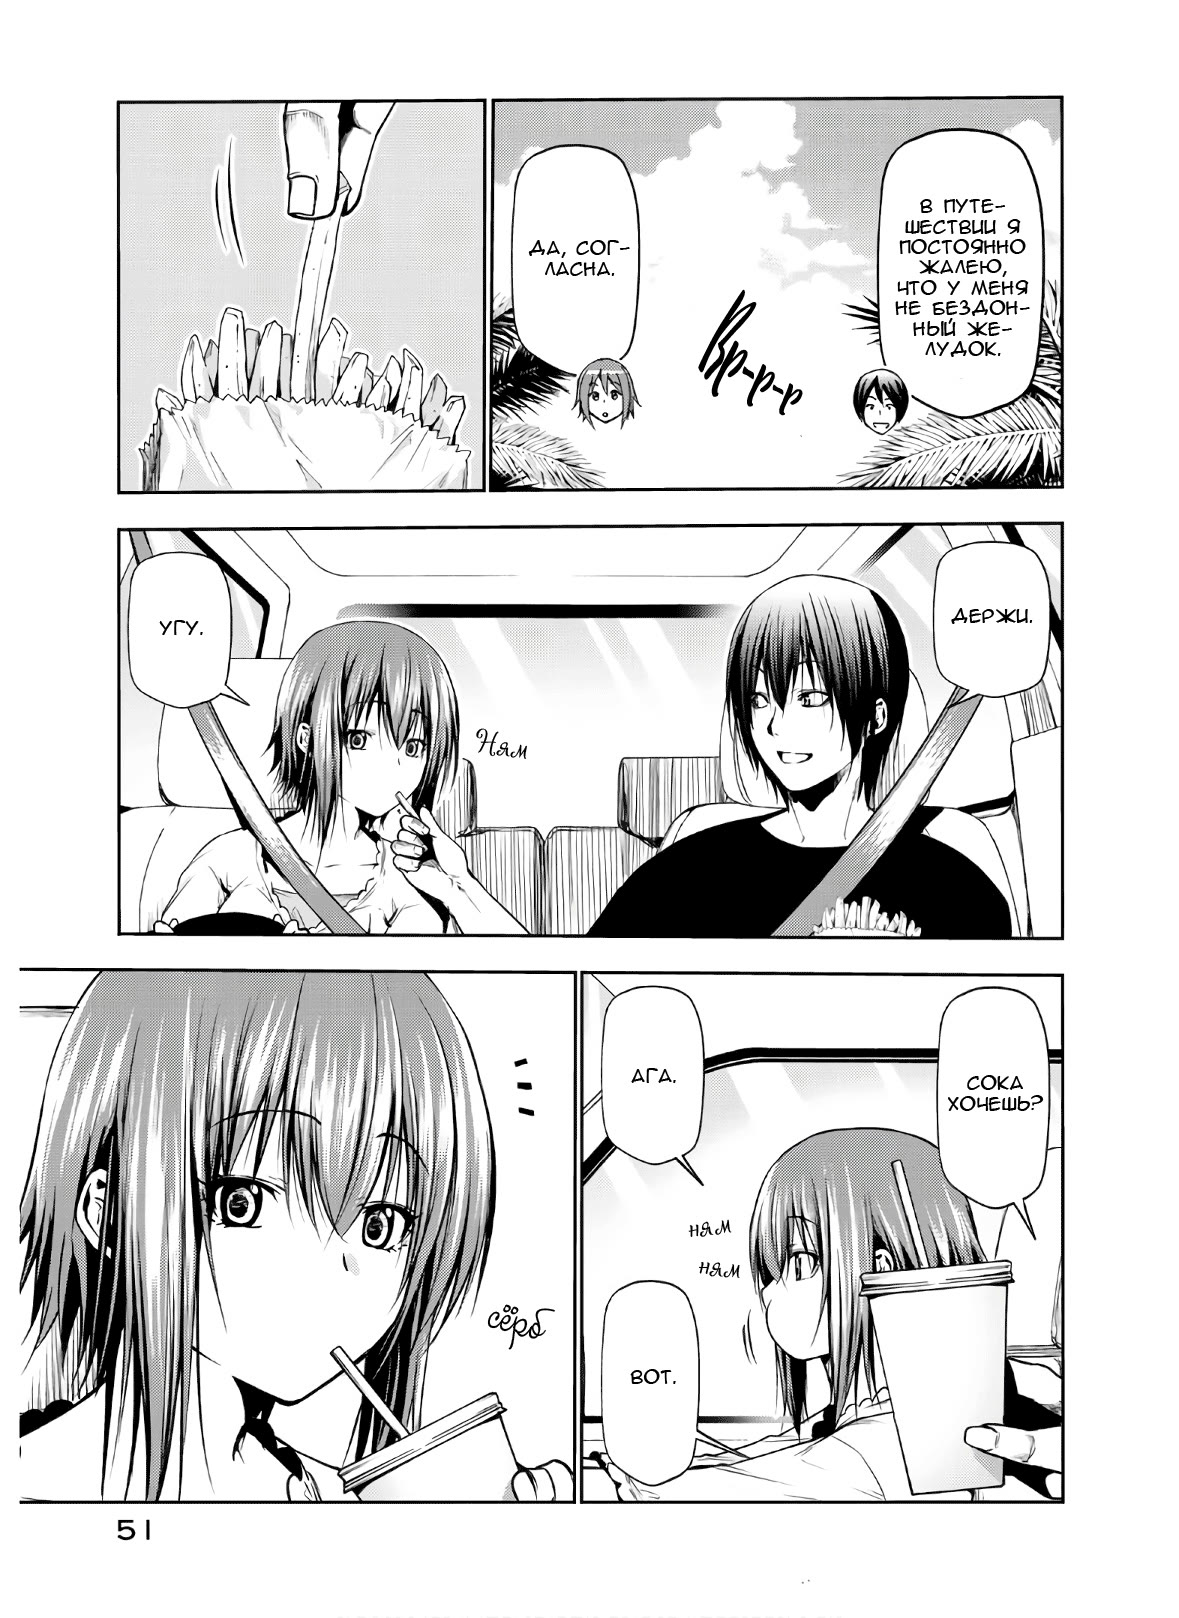 В ПУТЕ-
ШЕСТВИИ Я
ПОСТОЯННО
ЖАЛЕЮ,
ЧТО У МЕНЯ
НЕ БЕЗДОН-
НЫЙ ЖЕ-
ЛУДОК.
Вр-р-р
ДА, СОГ-
ЛАСНА.
ДЕРЖИ.
УГУ.
Ням
СОКА
ХОЧЕШЬ?
АГА.
ням
ням
ВОТ.
сёрб
51